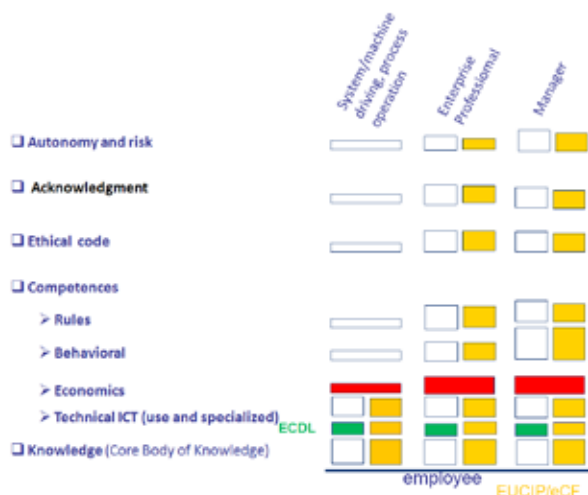 System/machine
driving, process
operation
Enterprise
Professional
Manager
❑ Autonomy and risk
❑ Acknowledgment
❑ Ethical code
❑ Competences
➢ Rules
➢ Behavioral
➢ Economics
➢ Technical ICT (use and specialized)
ECDL
❑ Knowledge (Core Body of Knowledge)
employee
EUCIP/eCF